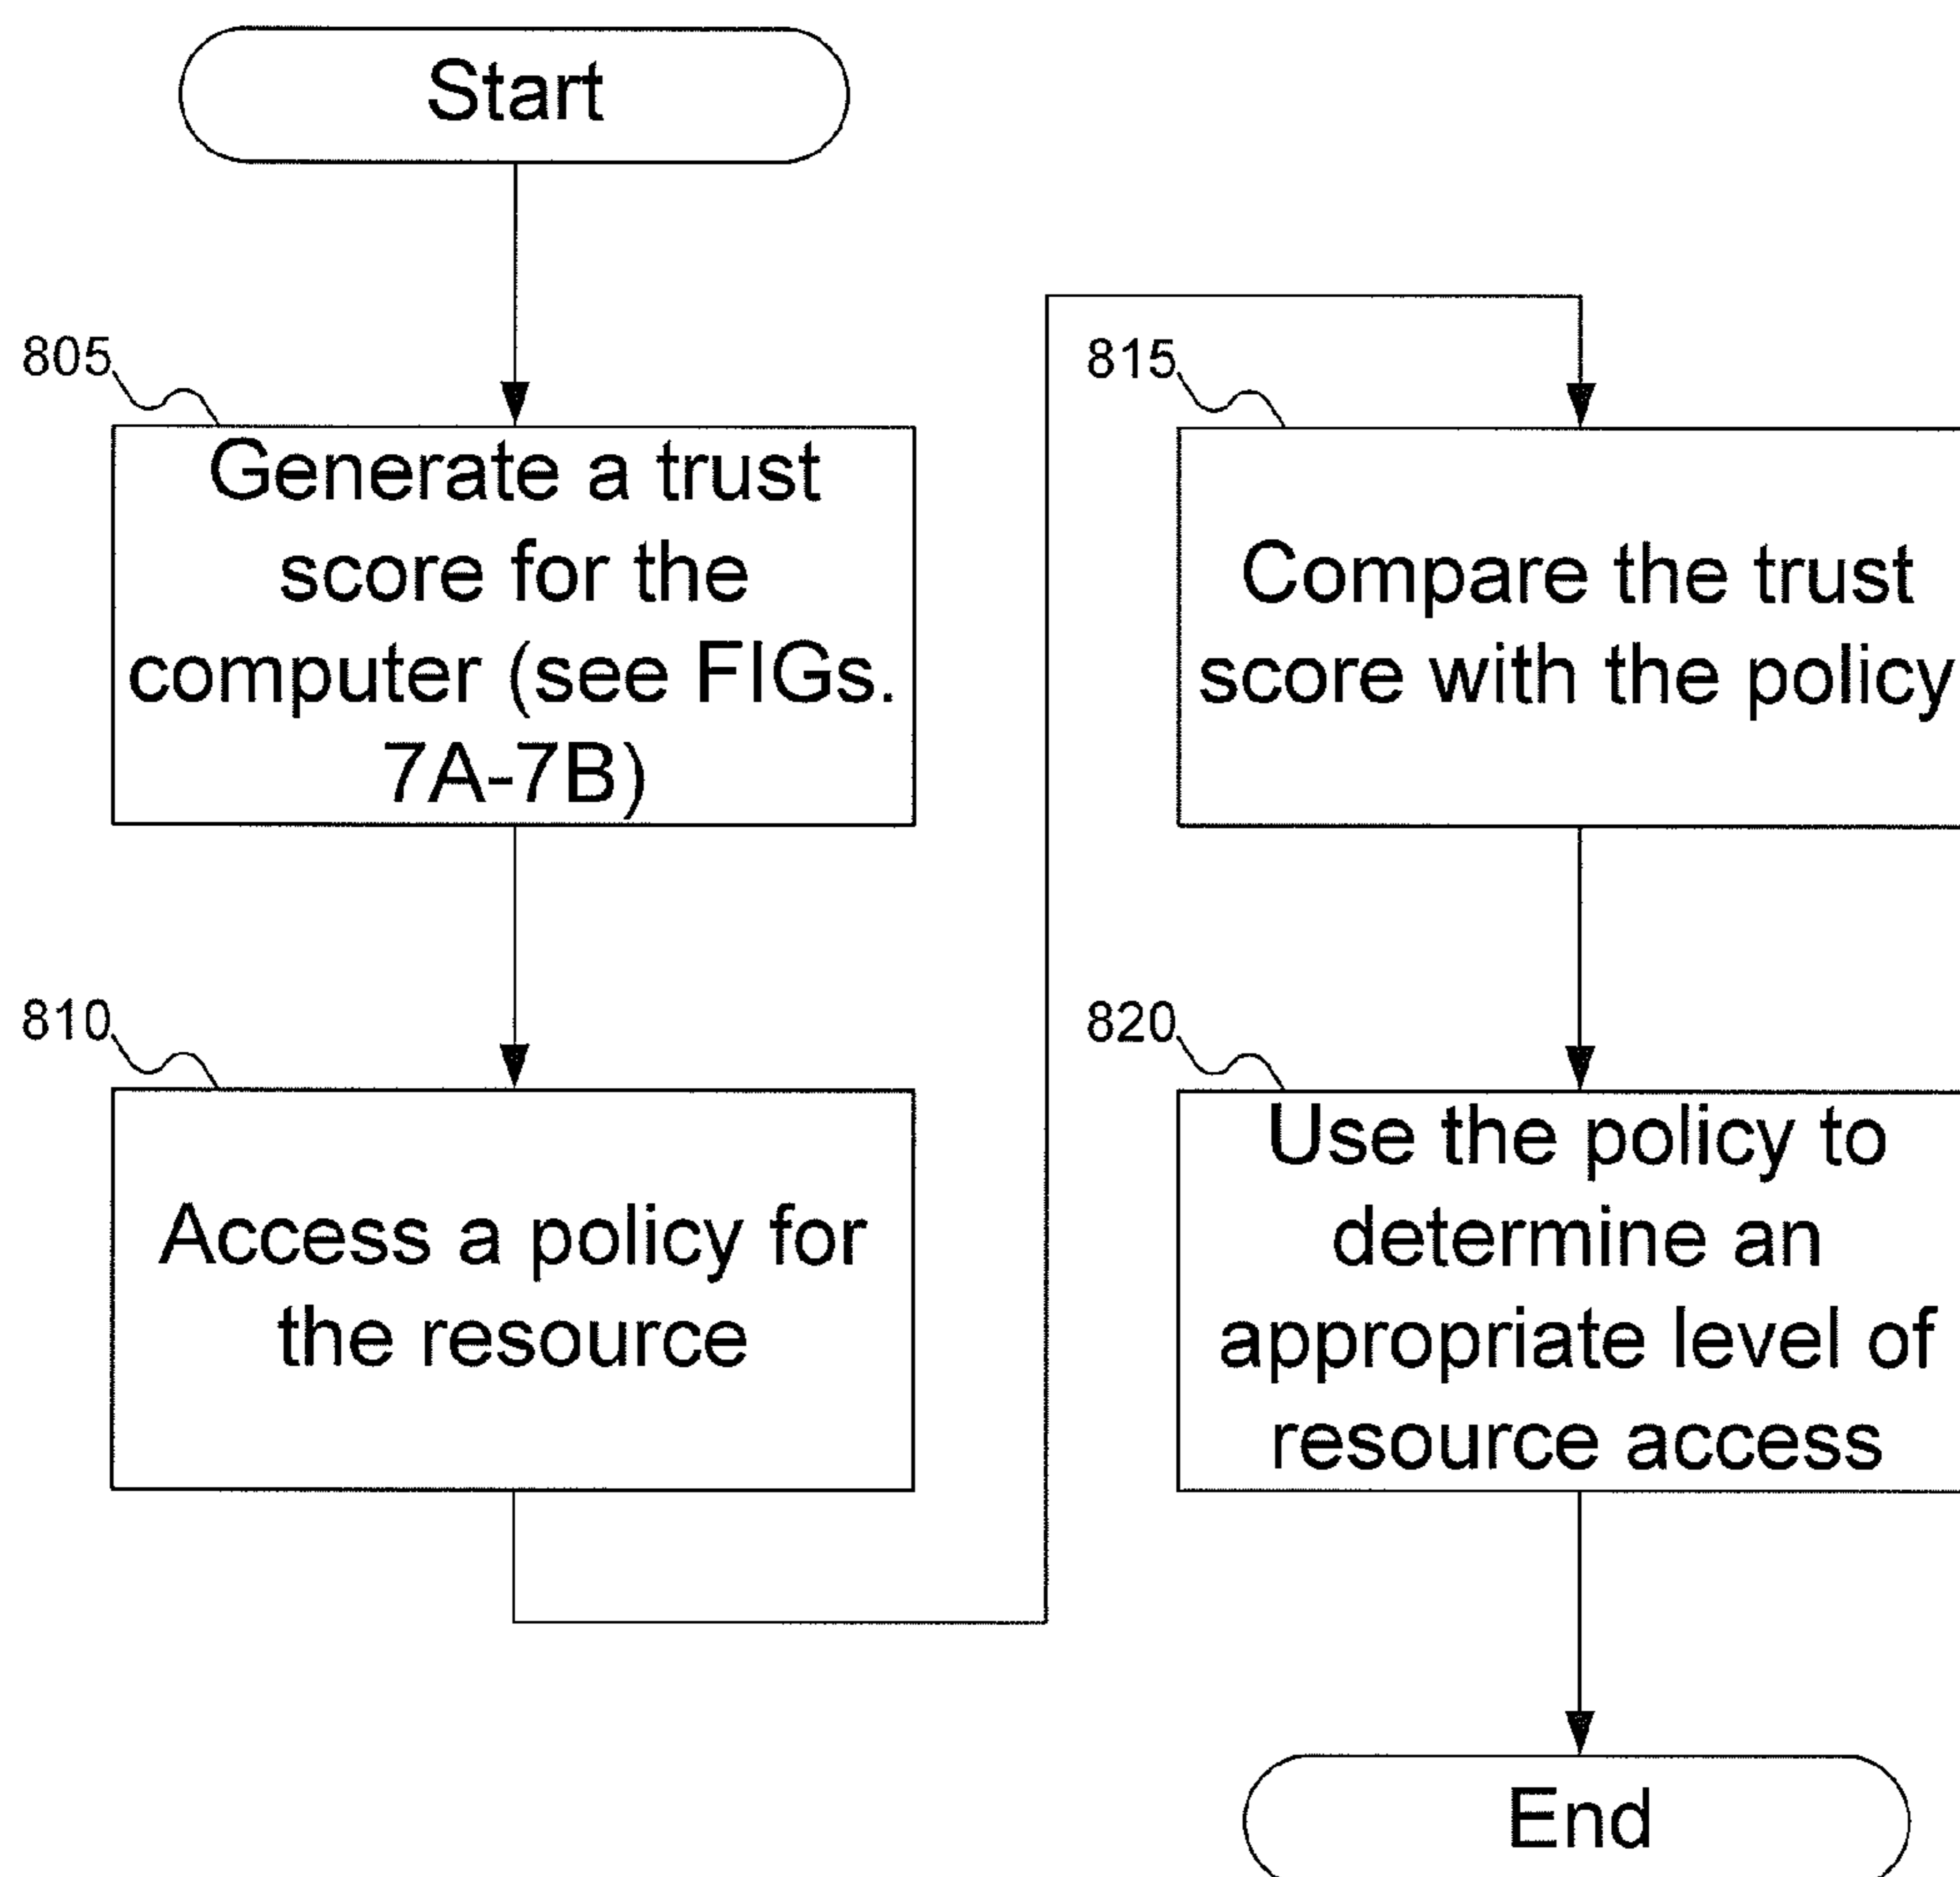 Start
805
Generate a trust
score for the
computer (see FIGs.
7A-7B)
810
Access a policy for
the resource
815
Compare the trust
score with the policy
820
Use the policy to
determine an
appropriate level of
resource access
End